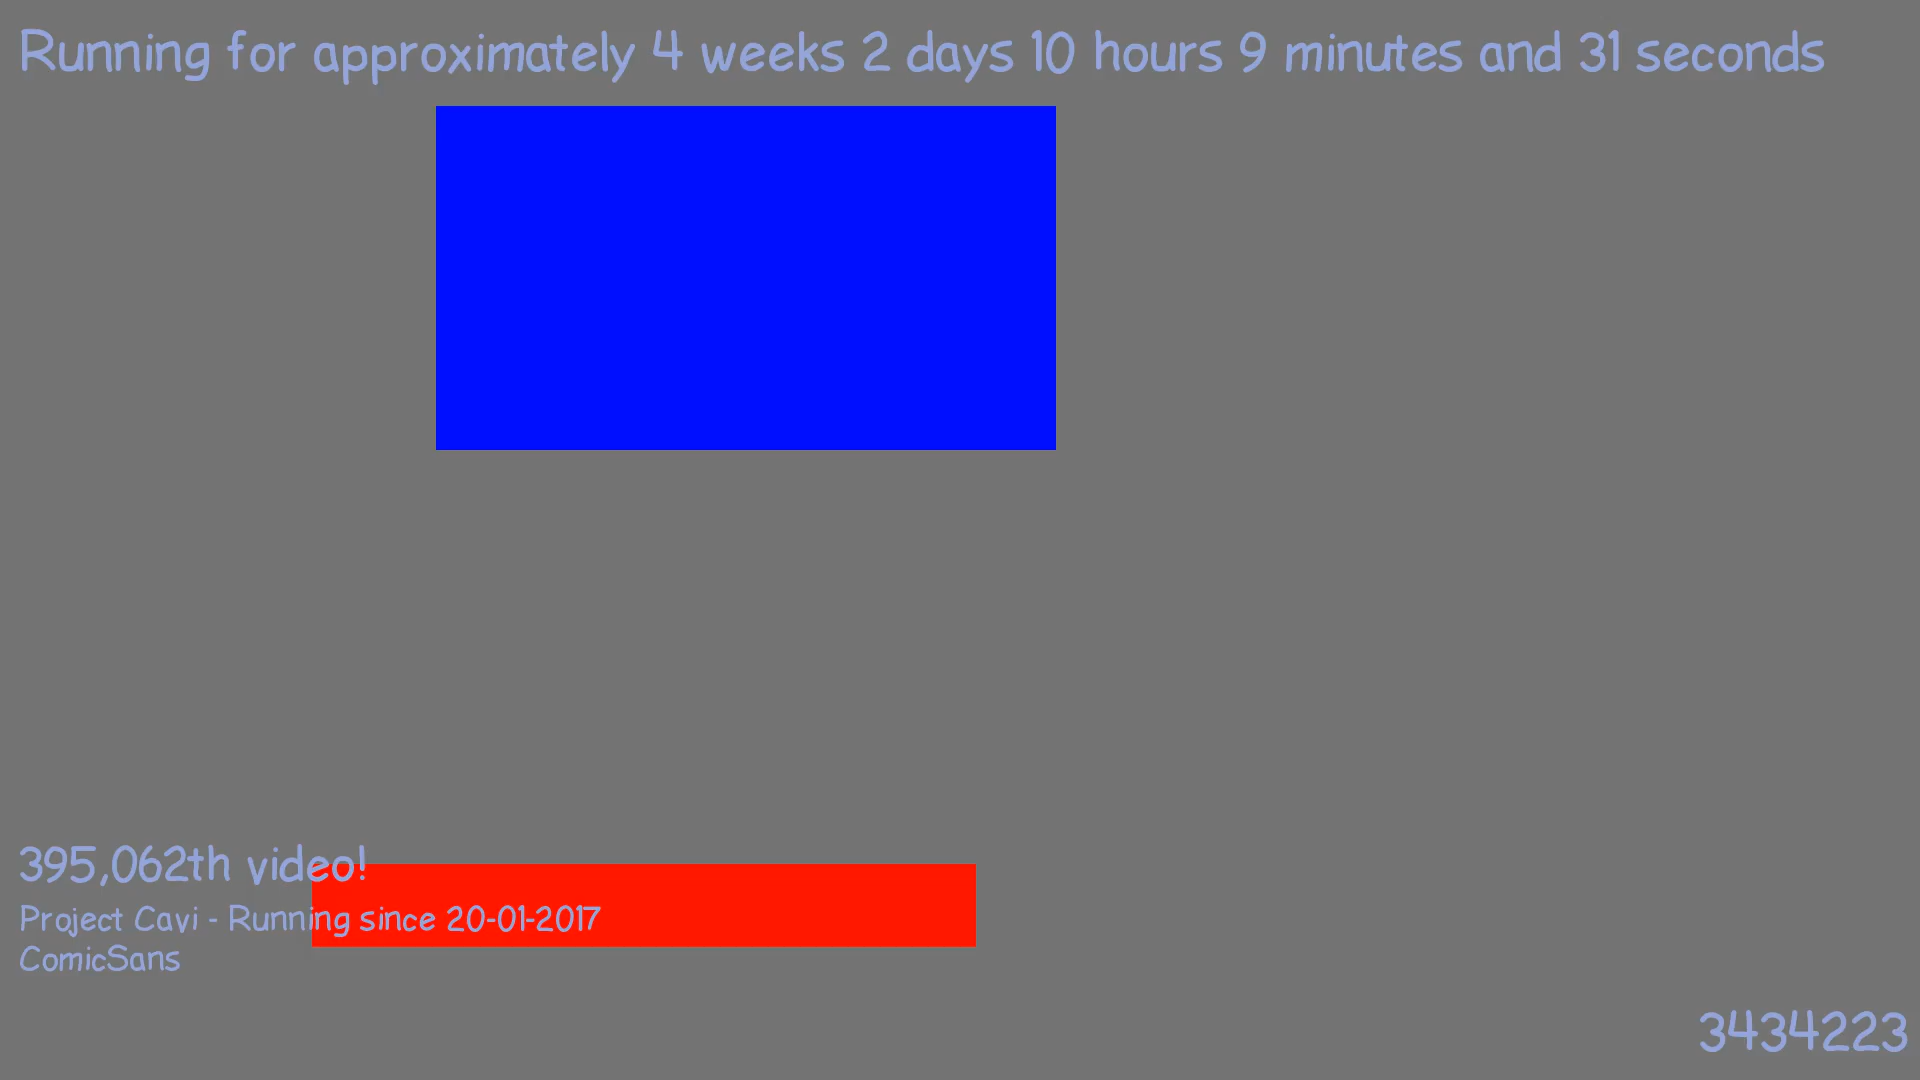 Running for approximately 4 weeks 2 days 10 hours 9 minutes and 31 seconds
395,062th video!
Project Cavi - Running since 20-01-2017
ComicSans
3434223